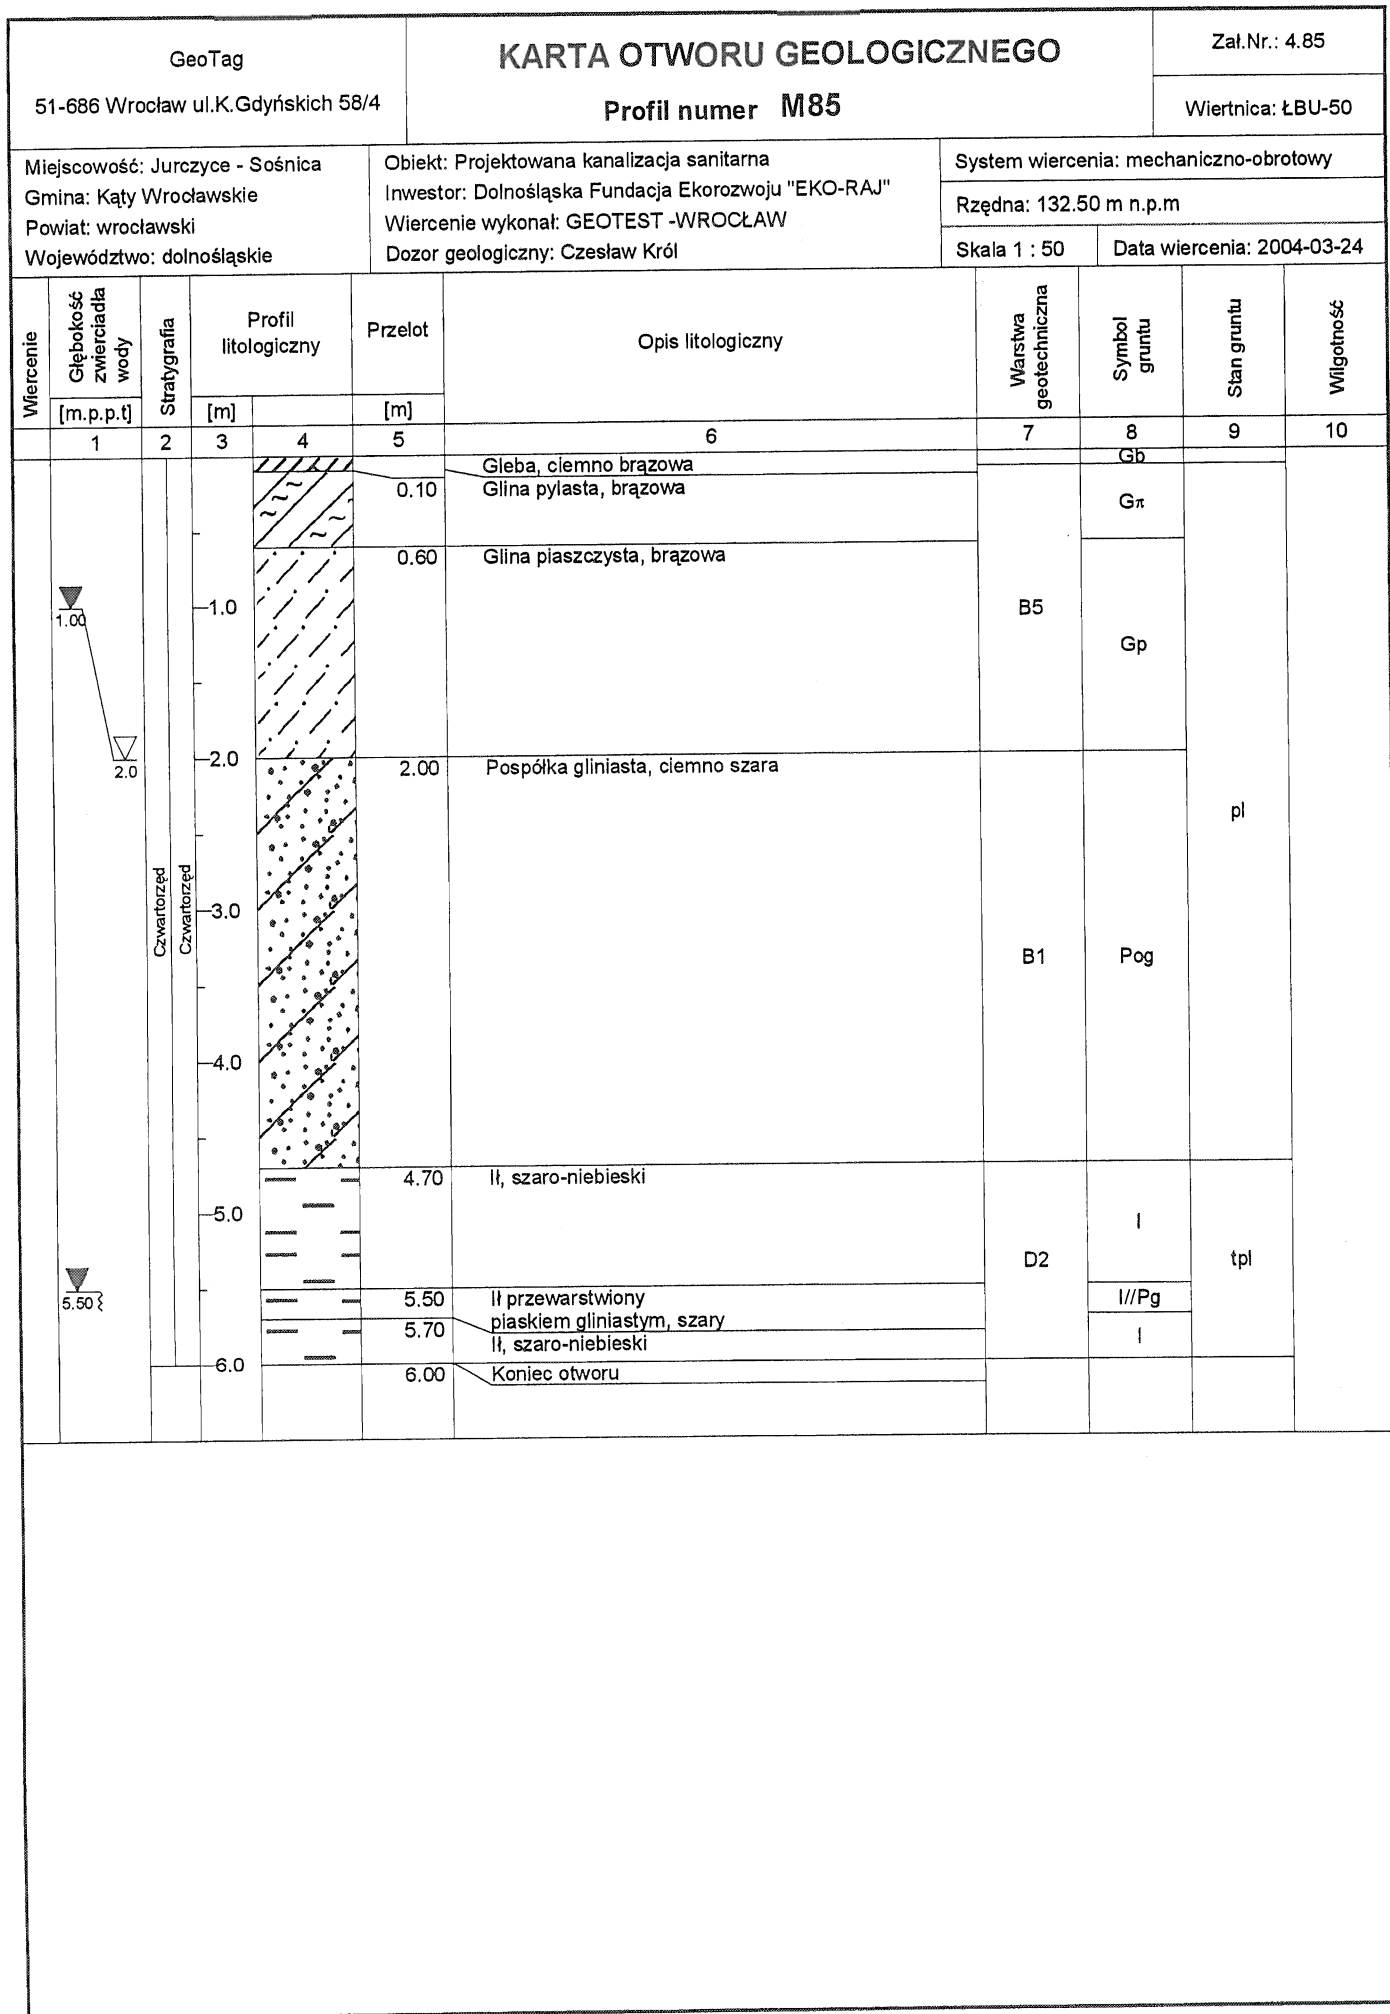 GeoTag
51-686 Wrocław ul.K.Gdyńskich 58/4
KARTA OTWORU GEOLOGICZNEGO
Profil numer M85
Zał.Nr.: 4.85
Wiertnica: ŁBU-50
Miejscowość: Jurczyce - Sośnica
Gmina: Kąty Wrocławskie
Powiat: wrocławski
Województwo: dolnośląskie
Obiekt: Projektowana kanalizacja sanitarna
Inwestor: Dolnośląska Fundacja Ekorozwoju "EKO-RAJ"
Wiercenie wykonał: GEOTEST -WROCŁAW
Dozor geologiczny: Czesław Król
System wiercenia: mechaniczno-obrotowy
Rzędna: 132.50 m n.p.m
Skala 1 : 50
Data wiercenia: 2004-03-24
Wiercenie
Głębokość
zwierciadła
wody
[m.p.p.t]
Stratygrafia
Profil
litologiczny
[m]
Przelot
[m]
Opis litologiczny
Warstwa
geotechniczna
Symbol
gruntu
Stan gruntu
Wilgotność
1 2 3 4 5 6 7 8 9 10
Gleba, ciemno brązowa
Gb
0.10 Glina pylasta, brązowa
Gπ
0.60 Glina piaszczysta, brązowa
1.00
1.0
B5
Gp
2.0
2.0
2.00 Pospółka gliniasta, ciemno szara
pl
Czwartorzęd
Czwartorzęd
3.0
B1
Pog
4.0
4.70 Ił, szaro-niebieski
5.0
I
D2
tpl
5.50
5.50 Ił przewarstwiony
piaskiem gliniastym, szary
I//Pg
5.70
Ił, szaro-niebieski
I
6.0
6.00 Koniec otworu